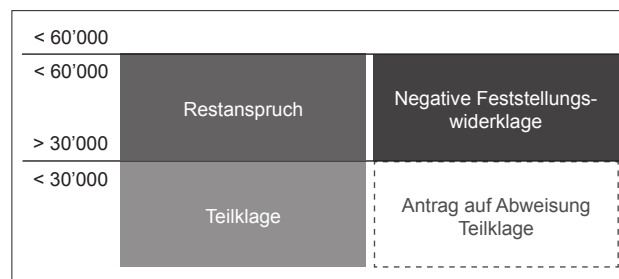 < 60’000
< 60’000
Restanspruch
Negative Feststellungs-
widerklage
> 30’000
< 30’000
Teilklage
Antrag auf Abweisung
Teilklage